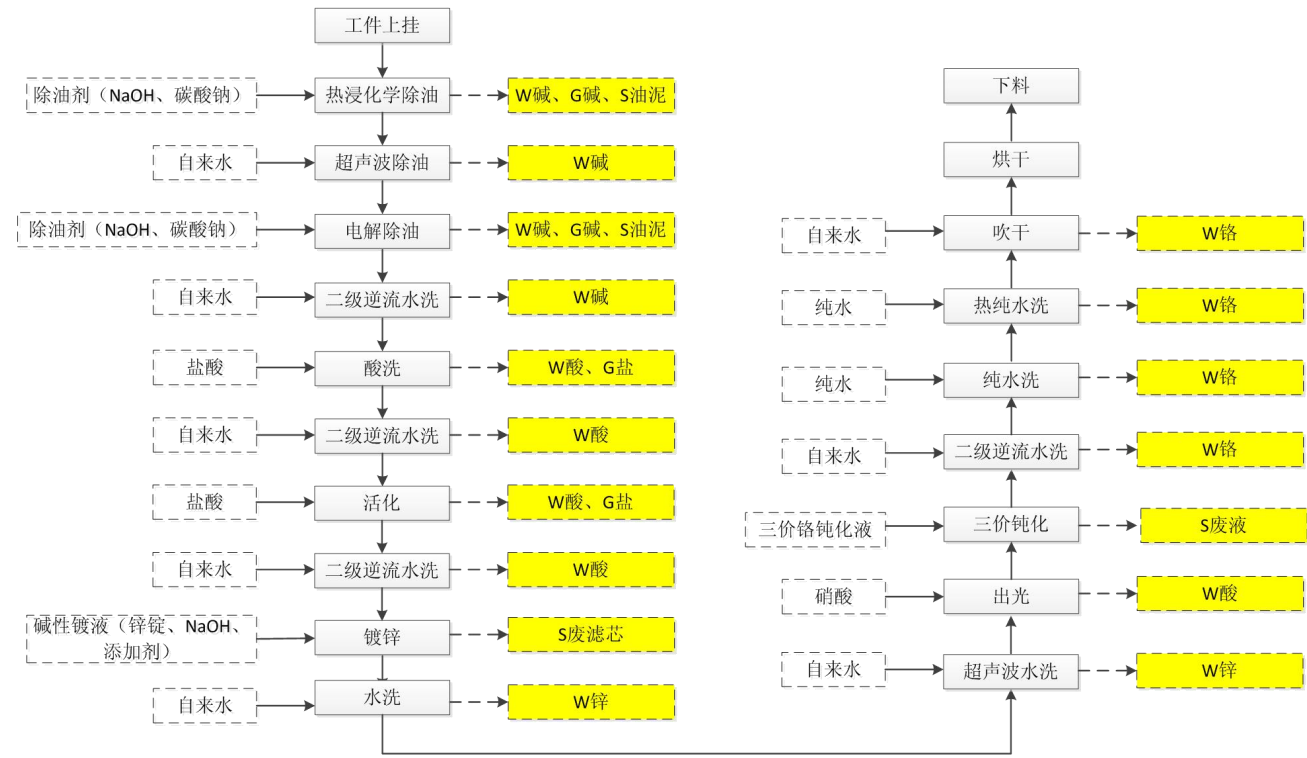 工件上挂
除油剂（NaOH、碳酸钠）
热浸化学除油
W碱、G碱、S油泥
自来水
超声波除油
W碱
除油剂（NaOH、碳酸钠）
电解除油
W碱、G碱、S油泥
自来水
二级逆流水洗
W碱
盐酸
酸洗
W酸、G盐
自来水
二级逆流水洗
W酸
盐酸
活化
W酸、G盐
自来水
二级逆流水洗
W酸
碱性镀液（锌锭、NaOH、
添加剂）
镀锌
S废滤芯
自来水
水洗
W锌
下料
烘干
自来水
吹干
W铬
纯水
热纯水洗
W铬
纯水
纯水洗
W铬
自来水
二级逆流水洗
W铬
三价铬钝化液
三价钝化
S废液
硝酸
出光
W酸
自来水
超声波水洗
W锌